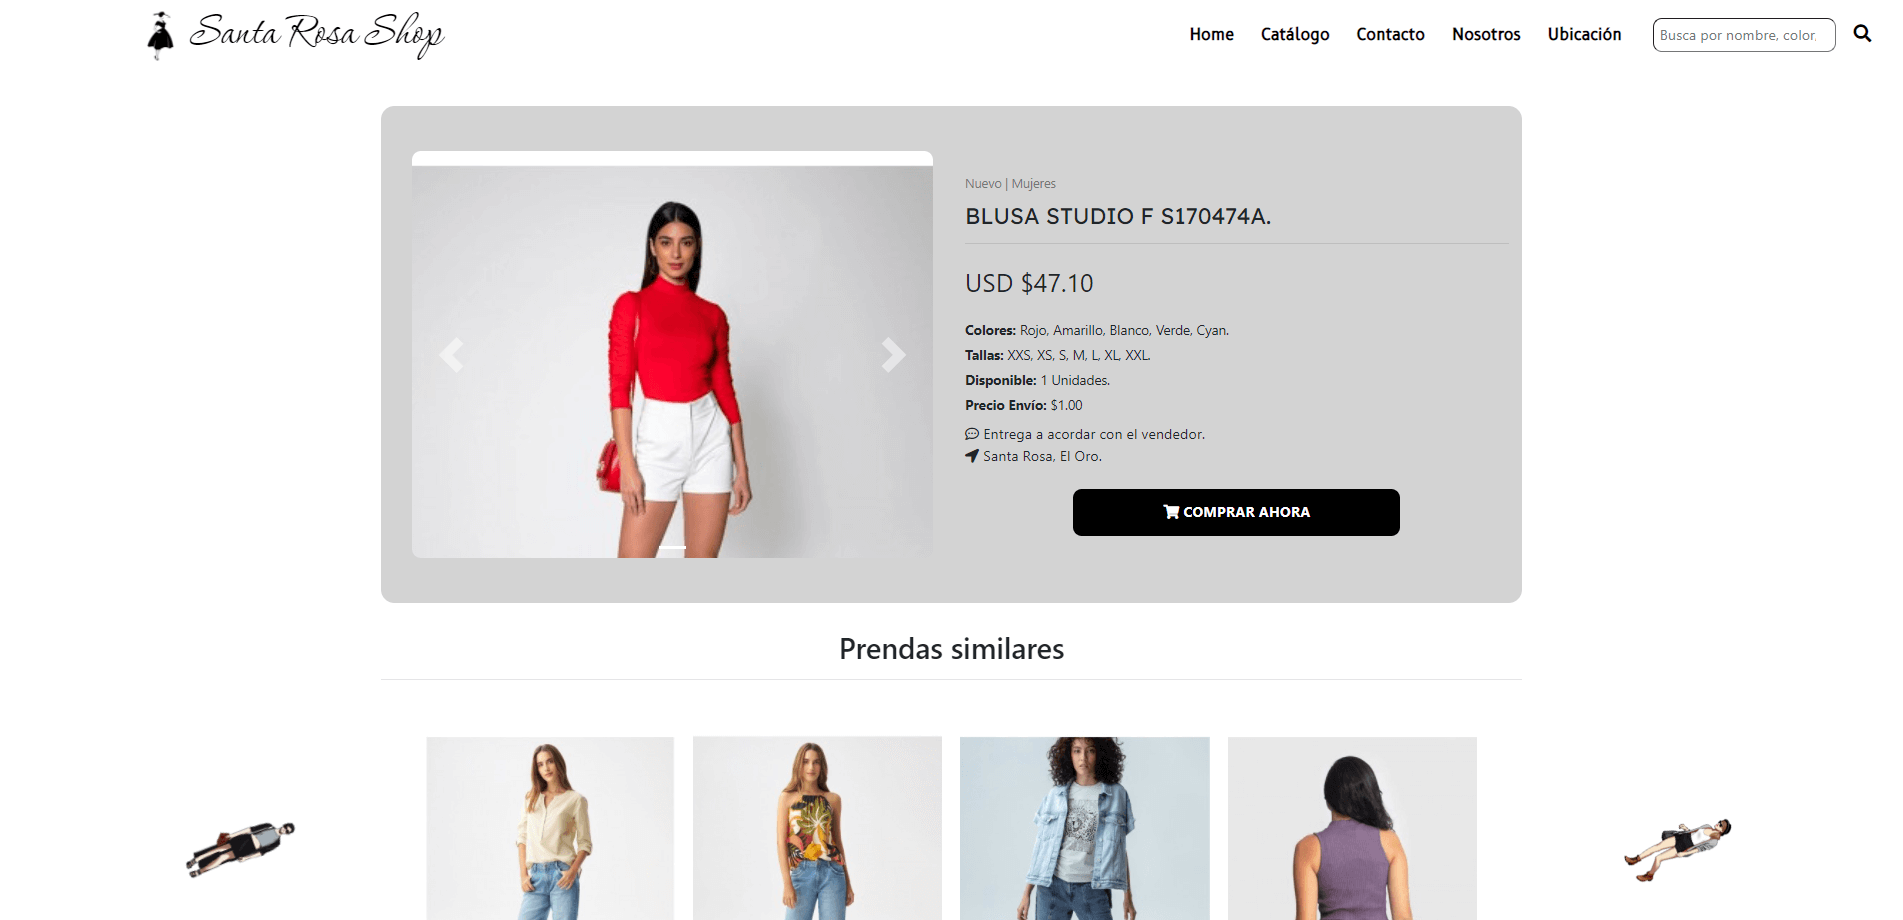 Santa Rosa Shop
Home Catálogo Contacto Nosotros Ubicación Busca por nombre, color,
Nuevo | Mujeres
BLUSA STUDIO F S170474A.
USD $47.10
Colores: Rojo, Amarillo, Blanco, Verde, Cyan.
Tallas: XXS, XS, S, M, L, XL, XXL.
Disponible: 1 Unidades.
Precio Envío: $1.00
Entrega a acordar con el vendedor.
Santa Rosa, El Oro.
COMPRAR AHORA
Prendas similares